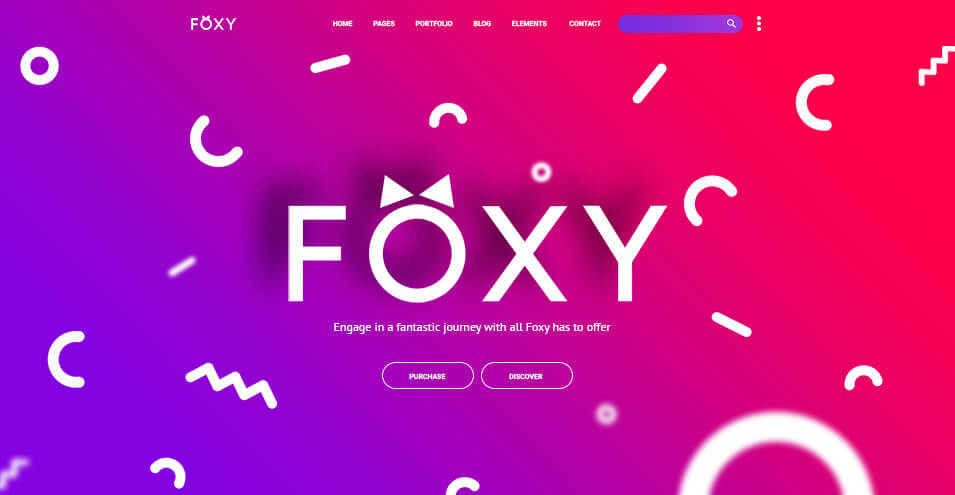 FOXY HOME PAGES PORTFOLIO BLOG ELEMENTS CONTACT
FOXY
Engage in a fantastic journey with all Foxy has to offer
PURCHASE DISCOVER